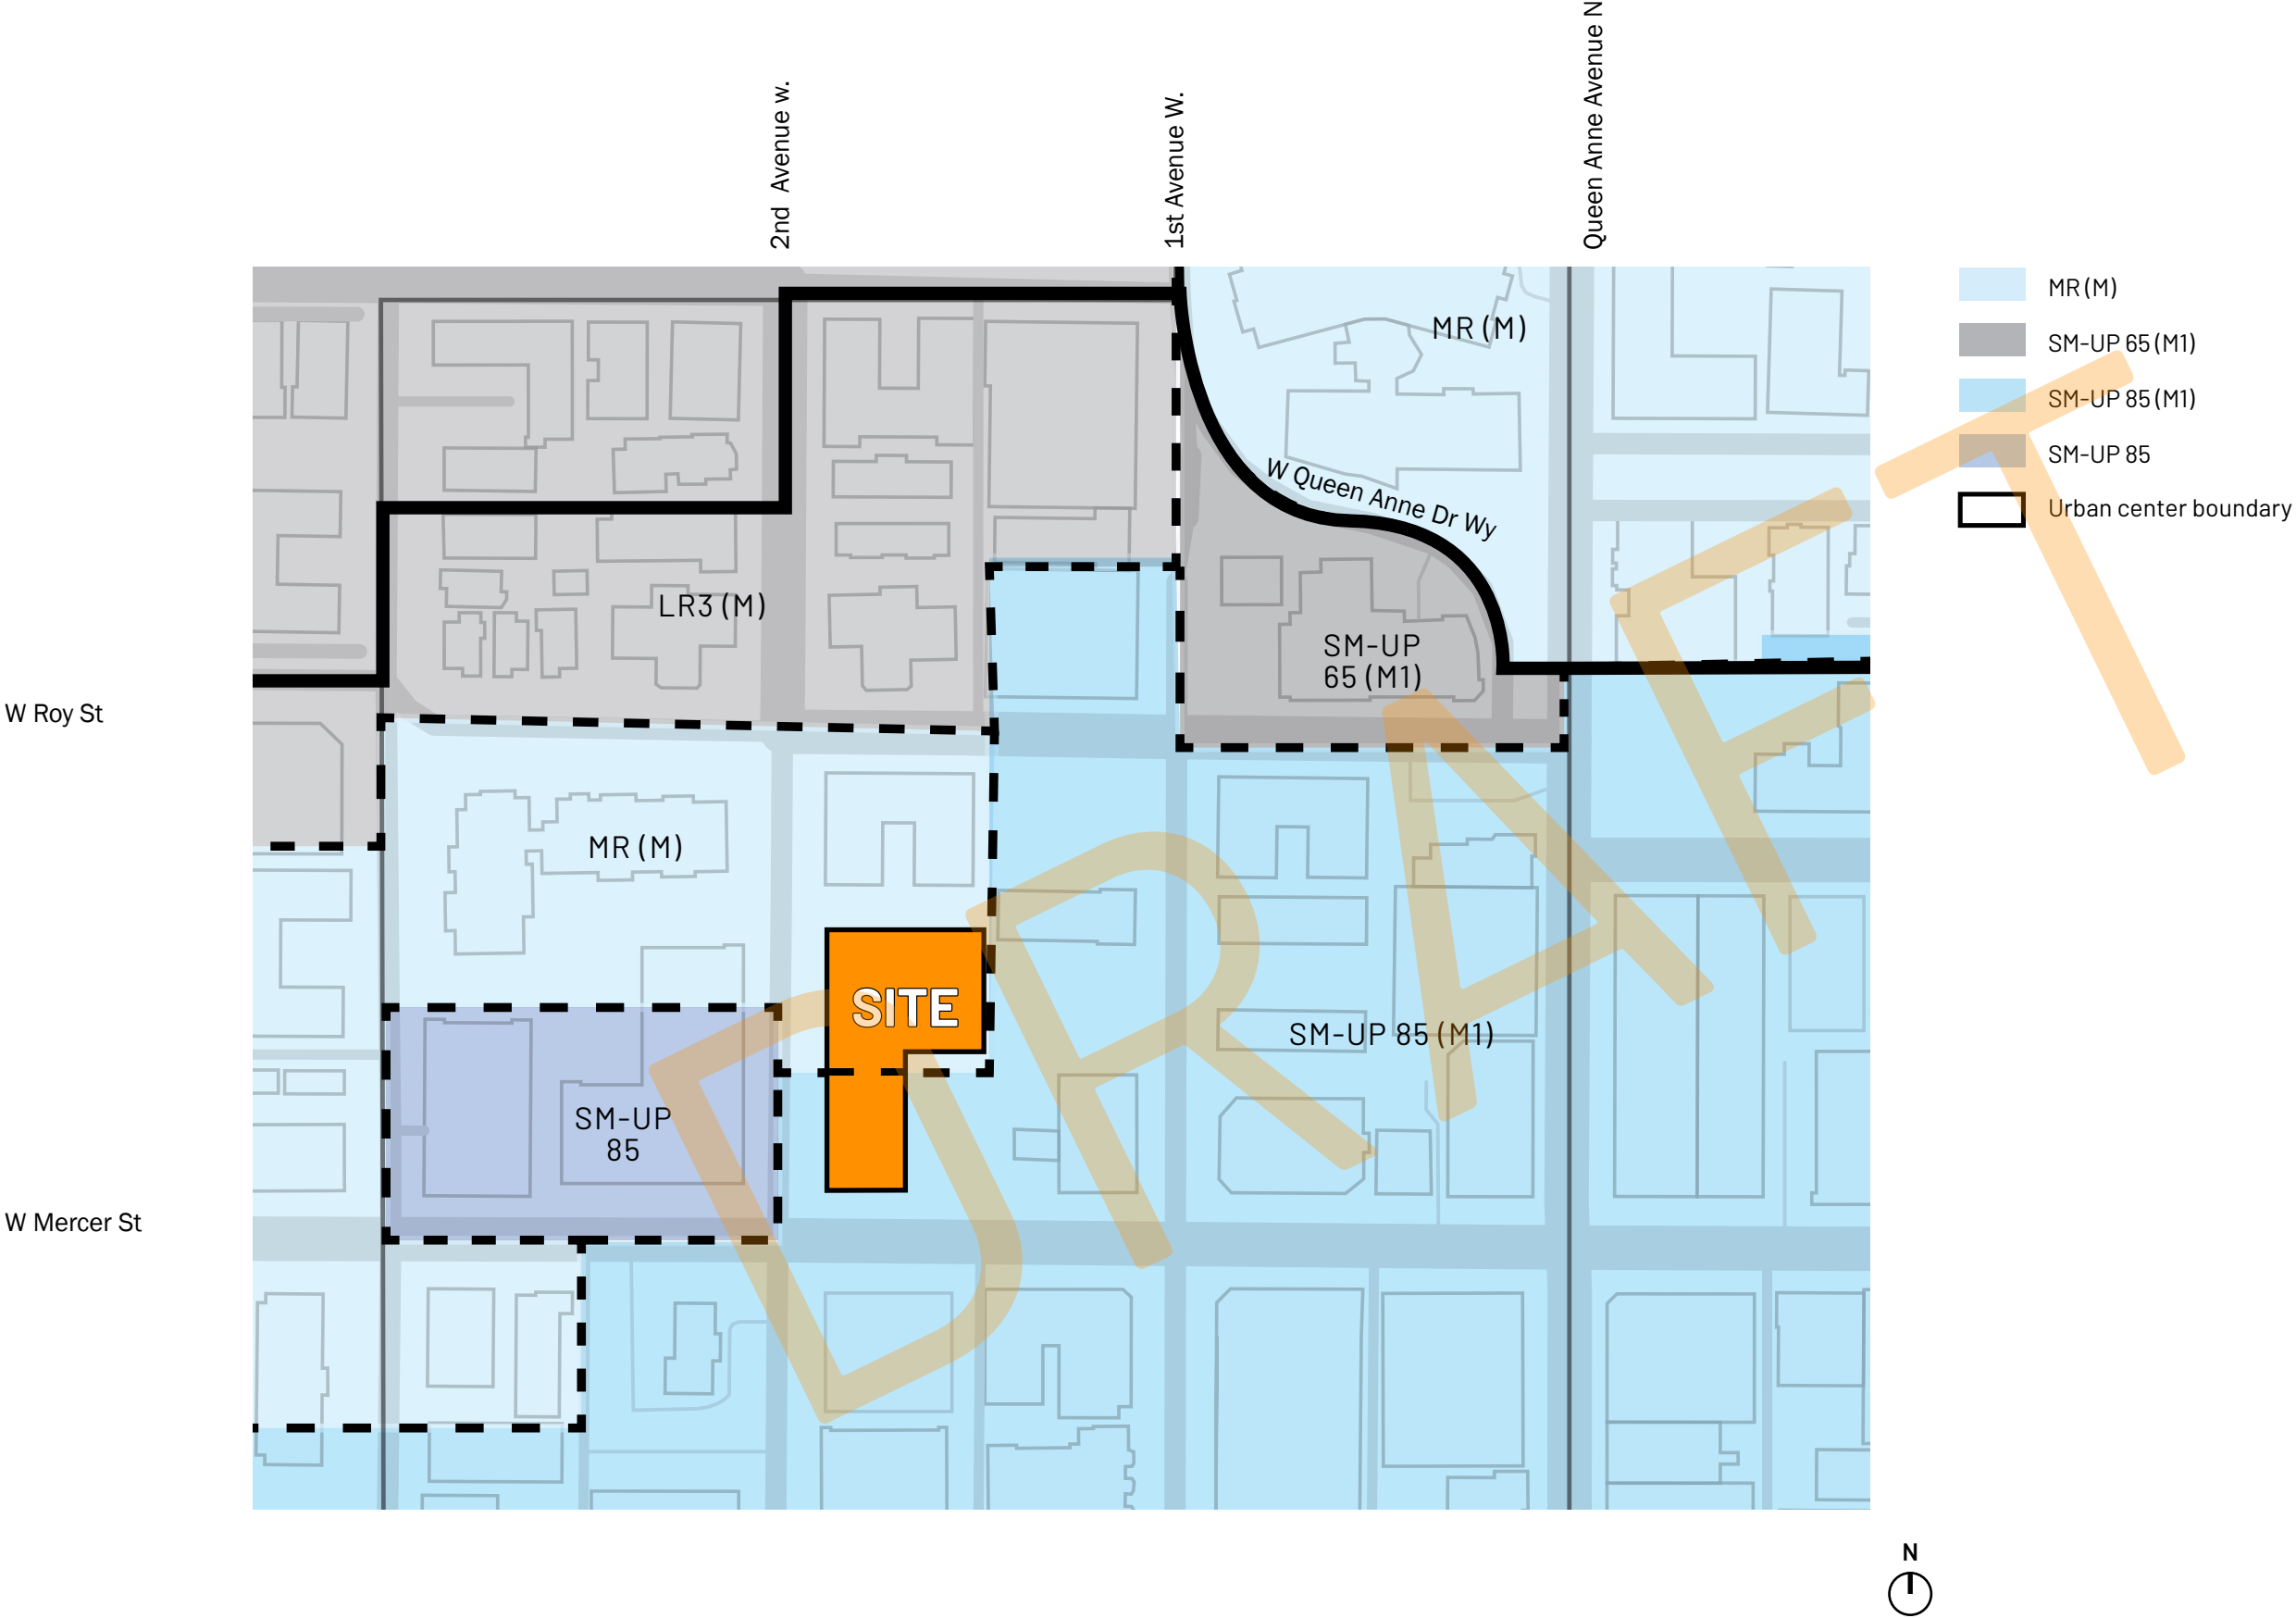 2nd Avenue w.
1st Avenue W.
Queen Anne Avenue N
MR (M)
SM-UP 65 (M1)
SM-UP 85 (M1)
SM-UP 85
Urban center boundary
MR (M)
W Queen Anne Dr Wy
LR3 (M)
SM-UP
65 (M1)
W Roy St
MR (M)
SITE
SM-UP 85 (M1)
SM-UP
85
W Mercer St
DRAFT
N